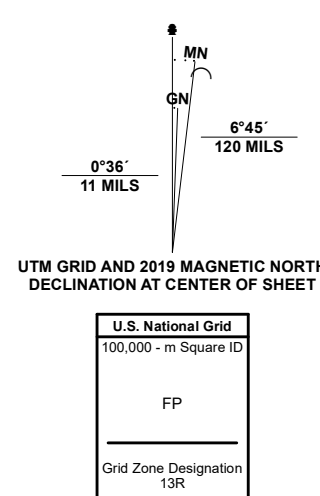 MN
GN
6°45´
120 MILS
0°36´
11 MILS
UTM GRID AND 2019 MAGNETIC NORTH
DECLINATION AT CENTER OF SHEET
U.S. National Grid
100,000 - m Square ID
FP
Grid Zone Designation
13R